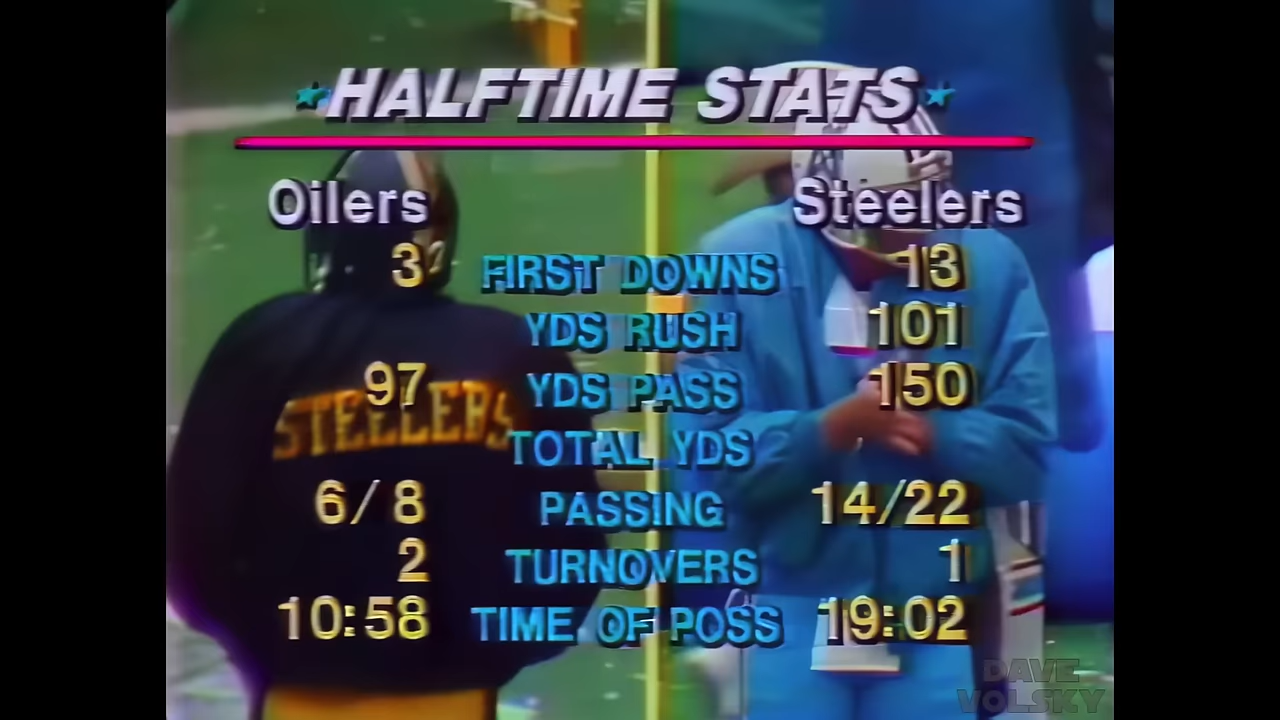 HALFTIME STATS
Oilers Steelers
3 FIRST DOWNS 13
YDS RUSH 101
97 YDS PASS 150
STEELERS
TOTAL YDS
6/8 PASSING 14/22
2 TURNOVERS 1
10:58 TIME OF POSS 19:02
DAVE
VOLSKY